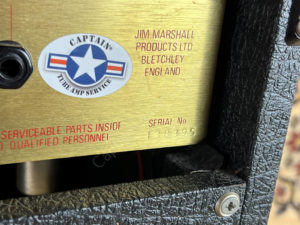 CAPTAIN'
TUBE AMP SERVICE
JIM MARSHALL
PRODUCTS LTD
BLETCHLEY
ENGLAND
SERVICEABLE PARTS INSIDE
QUALIFIED PERSONNEL
SERIAL No